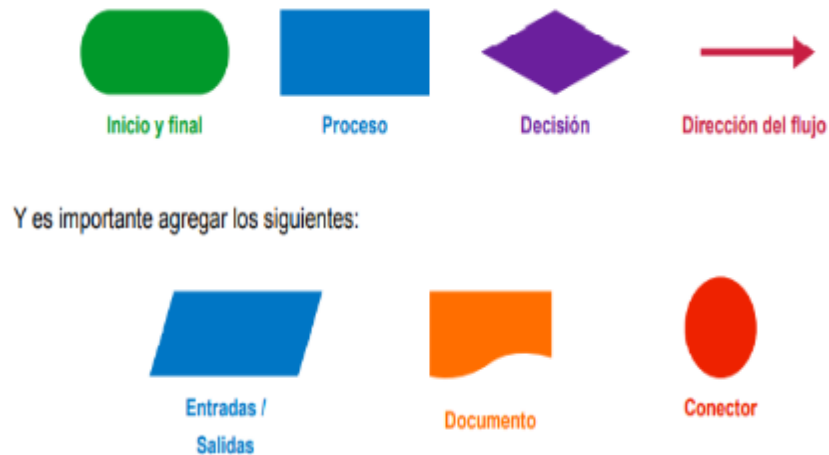 Inicio y final
Proceso
Decisión
Dirección del flujo
Y es importante agregar los siguientes:
Entradas /
Salidas
Documento
Conector